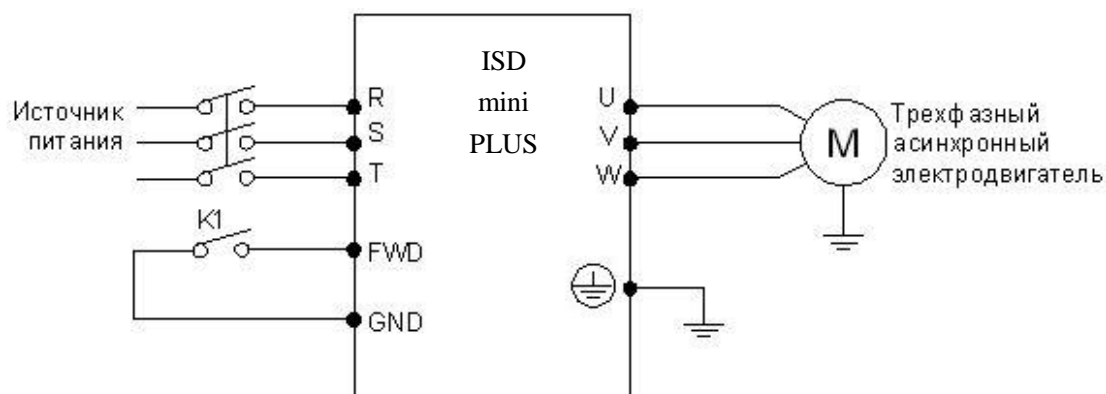 ISD
mini
PLUS
Источник
питания
R
S
T
K1
FWD
GND
U
V
W
M
Трехфазный
асинхронный
электродвигатель